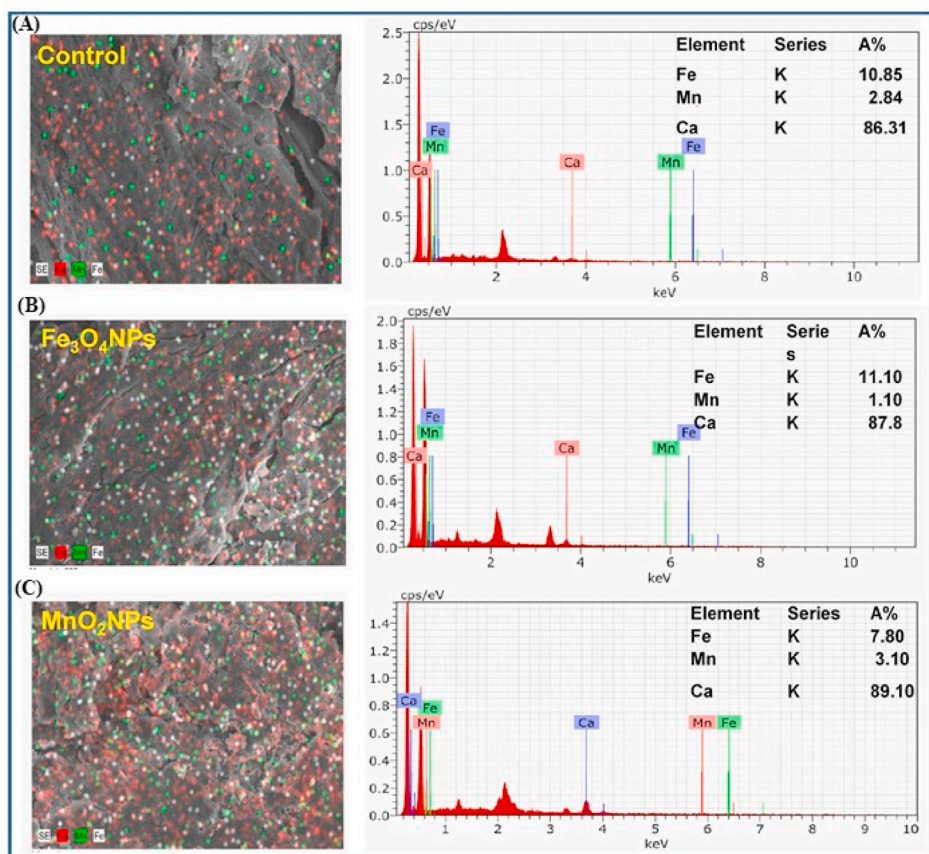 (A)
Control
SE Ca Mn Fe
cps/eV
2.5
2.0
1.5
1.0
0.5
0.0
Fe
Mn
Ca
Ca
Mn
Fe
2 4 6 8 10
keV
Element Series A%
Fe K 10.85
Mn K 2.84
Ca K 86.31
(B)
Fe₃O₄NPs
SE Ca Mn Fe
cps/eV
2.0
1.8
1.6
1.4
1.2
1.0
0.8
0.6
0.4
0.2
0.0
Fe
Mn
Ca
Ca
Mn
Fe
2 4 6 8 10
keV
Element Serie A%
s
Fe K 11.10
Mn K 1.10
Ca K 87.8
(C)
MnO₂NPs
SE Ca Mn Fe
cps/eV
1.4
1.2
1.0
0.8
0.6
0.4
0.2
0.0
Ca
Fe
Mn
Ca
Mn
Fe
1 2 3 4 5 6 7 8 9 10
keV
Element Series A%
Fe K 7.80
Mn K 3.10
Ca K 89.10